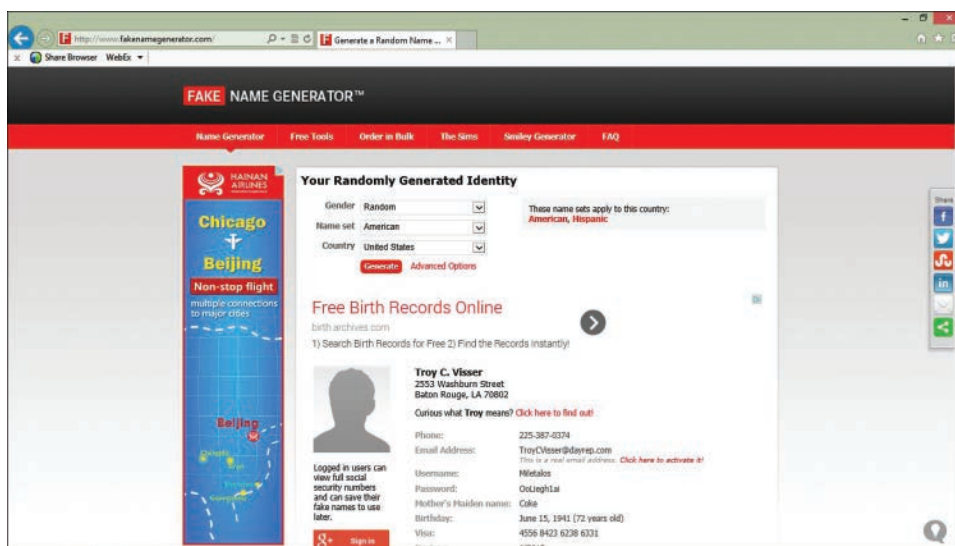 http://www.fakenamegenerator.com/
Generate a Random Name ...
x Share Browser WebEx
FAKE NAME GENERATOR™
Name Generator Free Tools Order in Bulk The Sims Smiley Generator FAQ
HAINAN AIRLINES
Chicago
Beijing
Non-stop flight
multiple connections
to major cities
Beijing
Chicago
Your Randomly Generated Identity
Gender Random
Name set American
Country United States
Generate Advanced Options
These name sets apply to this country:
American, Hispanic
Free Birth Records Online
birth.archives.com
1) Search Birth Records for Free 2) Find the Records Instantly!
Troy C. Visser
2553 Washburn Street
Baton Rouge, LA 70802
Curious what Troy means? Click here to find out!
Phone: 225-387-0374
Email Address: TroyCVisser@dayrep.com
This is a real email address. Click here to activate it!
Username: Miletalos
Password: OoUegh1ai
Mother's Maiden name: Coke
Birthday: June 15, 1941 (72 years old)
Visa: 4556 8423 6238 6331
Logged in users can
view full social
security numbers
and can save their
fake names to use
later.
g+ Sign in
Share
f
in